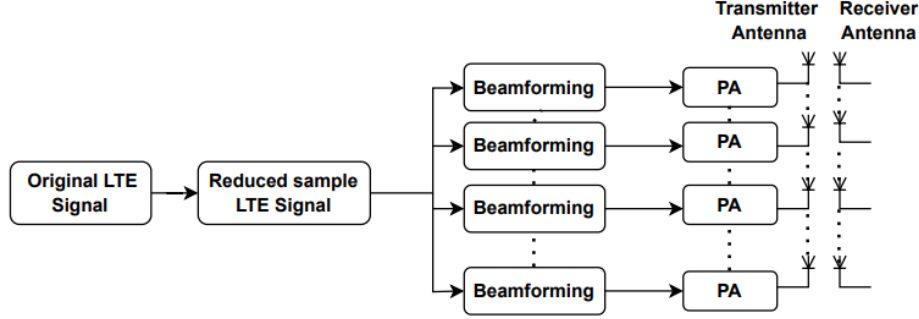 Transmitter Receiver
Antenna Antenna
Beamforming PA
Beamforming PA
Original LTE Signal
Reduced sample LTE Signal
Beamforming PA
Beamforming PA